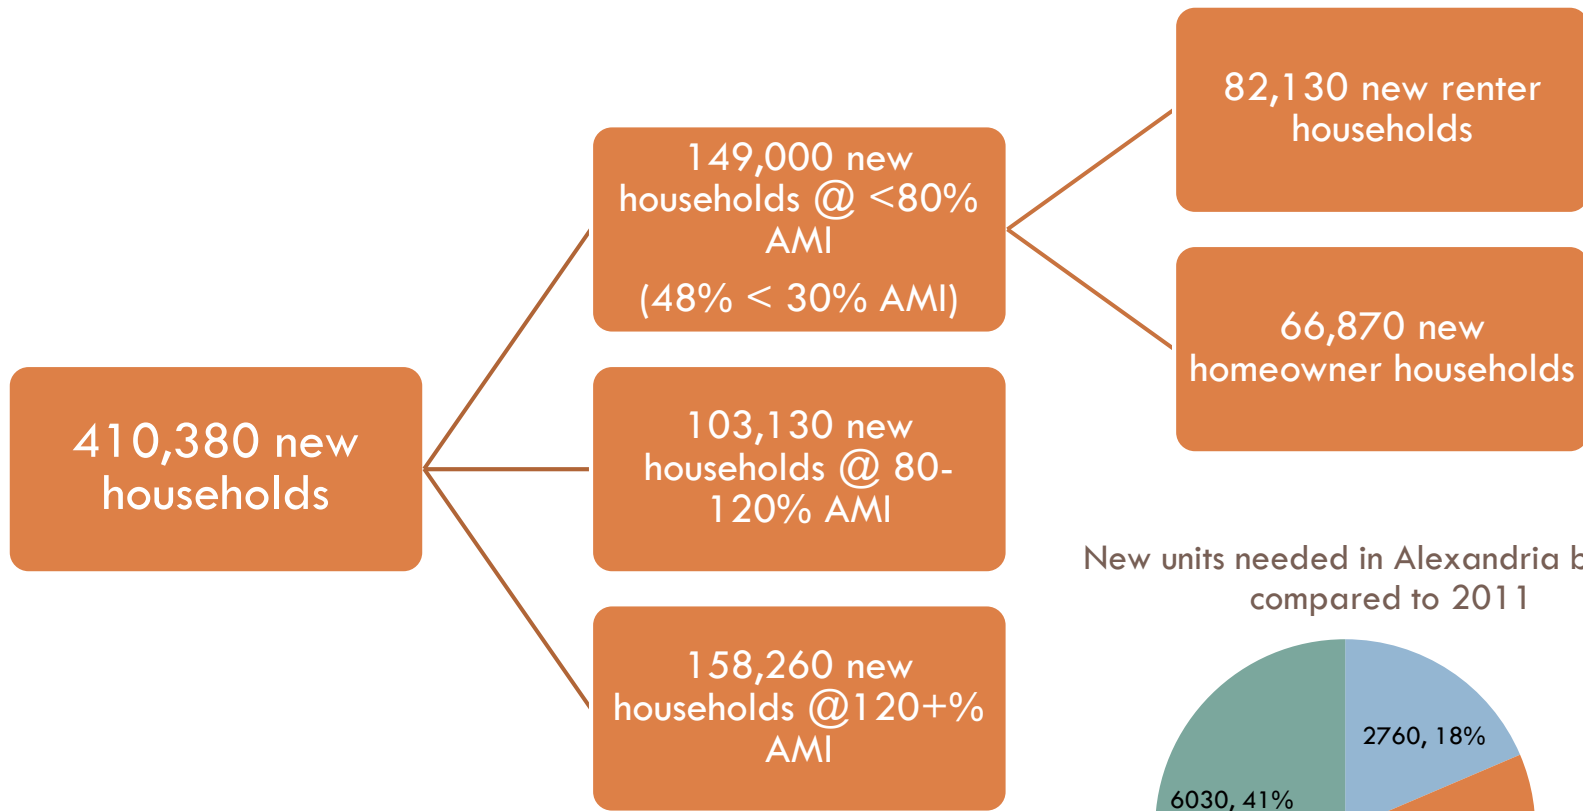 410,380 new
households
149,000 new
households @ <80%
AMI
(48% < 30% AMI)
103,130 new
households @ 80-
120% AMI
158,260 new
households @120+%
AMI
82,130 new renter
households
66,870 new
homeowner households
New units needed in Alexandria
compared to 2011
2760, 18%
6030, 41%